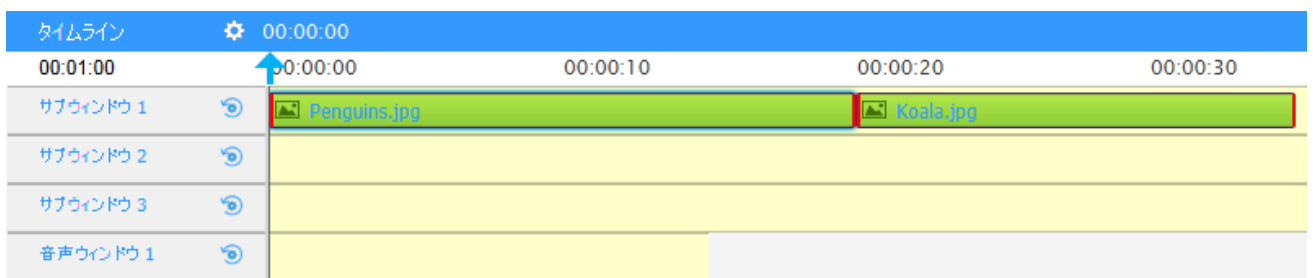 タイムライン 00:00:00
00:01:00 00:00:00 00:00:10 00:00:20 00:00:30
サブウィンドウ 1 Penguins.jpg Koala.jpg
サブウィンドウ 2
サブウィンドウ 3
音声ウィンドウ 1